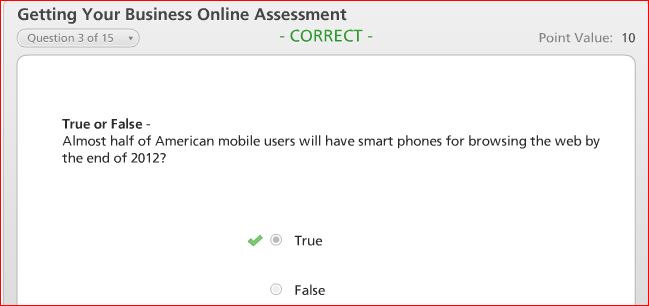 Getting Your Business Online Assessment
Question 3 of 15
- CORRECT -
Point Value: 10
True or False -
Almost half of American mobile users will have smart phones for browsing the web by
the end of 2012?
True
False